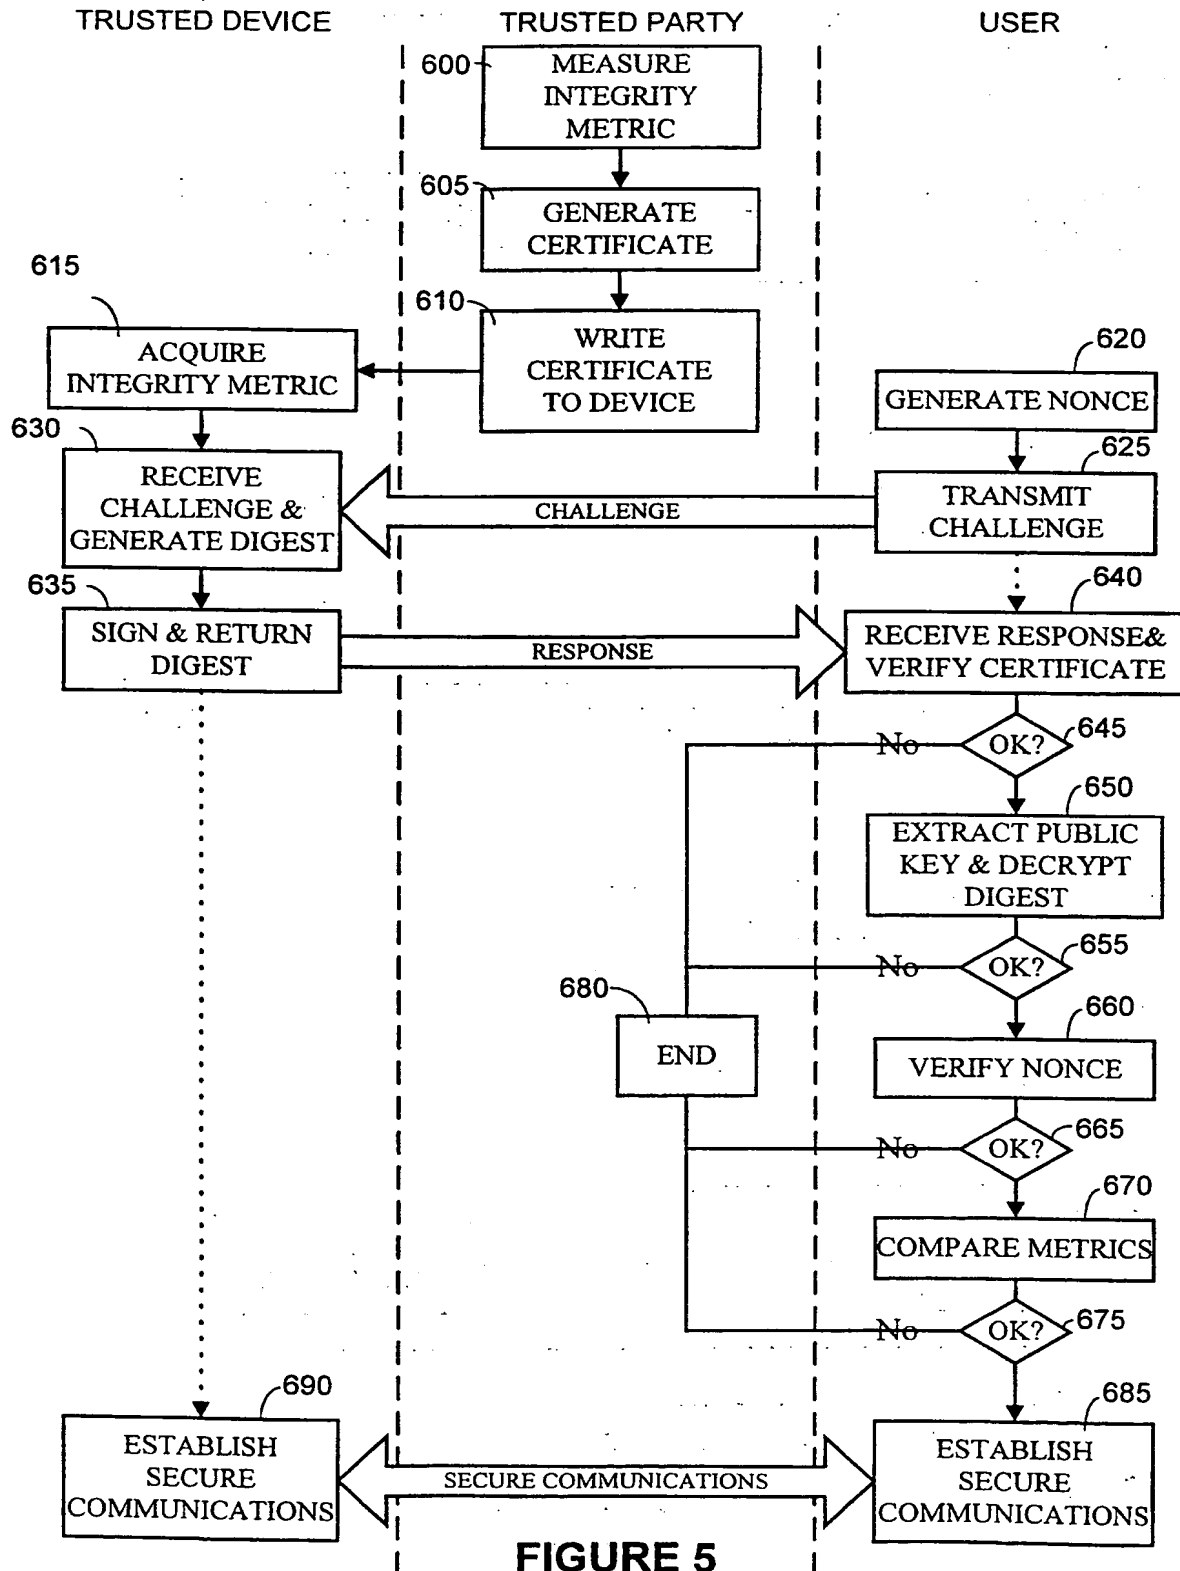 TRUSTED DEVICE
TRUSTED PARTY
USER
600
MEASURE
INTEGRITY
METRIC
605
GENERATE
CERTIFICATE
615
610
ACQUIRE
INTEGRITY METRIC
WRITE
CERTIFICATE
TO DEVICE
620
GENERATE NONCE
630
625
RECEIVE
CHALLENGE &
GENERATE DIGEST
CHALLENGE
TRANSMIT
CHALLENGE
635
640
SIGN & RETURN
DIGEST
RESPONSE
RECEIVE RESPONSE&
VERIFY CERTIFICATE
No
OK?
645
650
EXTRACT PUBLIC
KEY & DECRYPT
DIGEST
No
OK?
655
680
END
660
VERIFY NONCE
No
OK?
665
670
COMPARE METRICS
No
OK?
675
690
685
ESTABLISH
SECURE
COMMUNICATIONS
SECURE COMMUNICATIONS
ESTABLISH
SECURE
COMMUNICATIONS
FIGURE 5